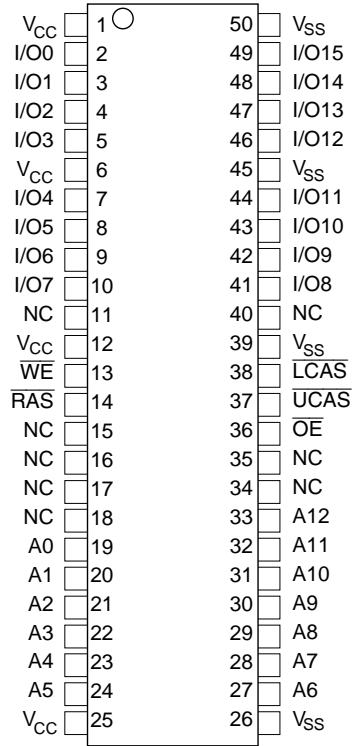 VCC 1 50 VSS
I/O0 2 49 I/O15
I/O1 3 48 I/O14
I/O2 4 47 I/O13
I/O3 5 46 I/O12
VCC 6 45 VSS
I/O4 7 44 I/O11
I/O5 8 43 I/O10
I/O6 9 42 I/O9
I/O7 10 41 I/O8
NC 11 40 NC
VCC 12 39 VSS
W̅E̅ 13 38 L̅C̅A̅S̅
R̅A̅S̅ 14 37 U̅C̅A̅S̅
NC 15 36 O̅E̅
NC 16 35 NC
NC 17 34 NC
NC 18 33 A12
A0 19 32 A11
A1 20 31 A10
A2 21 30 A9
A3 22 29 A8
A4 23 28 A7
A5 24 27 A6
VCC 25 26 VSS